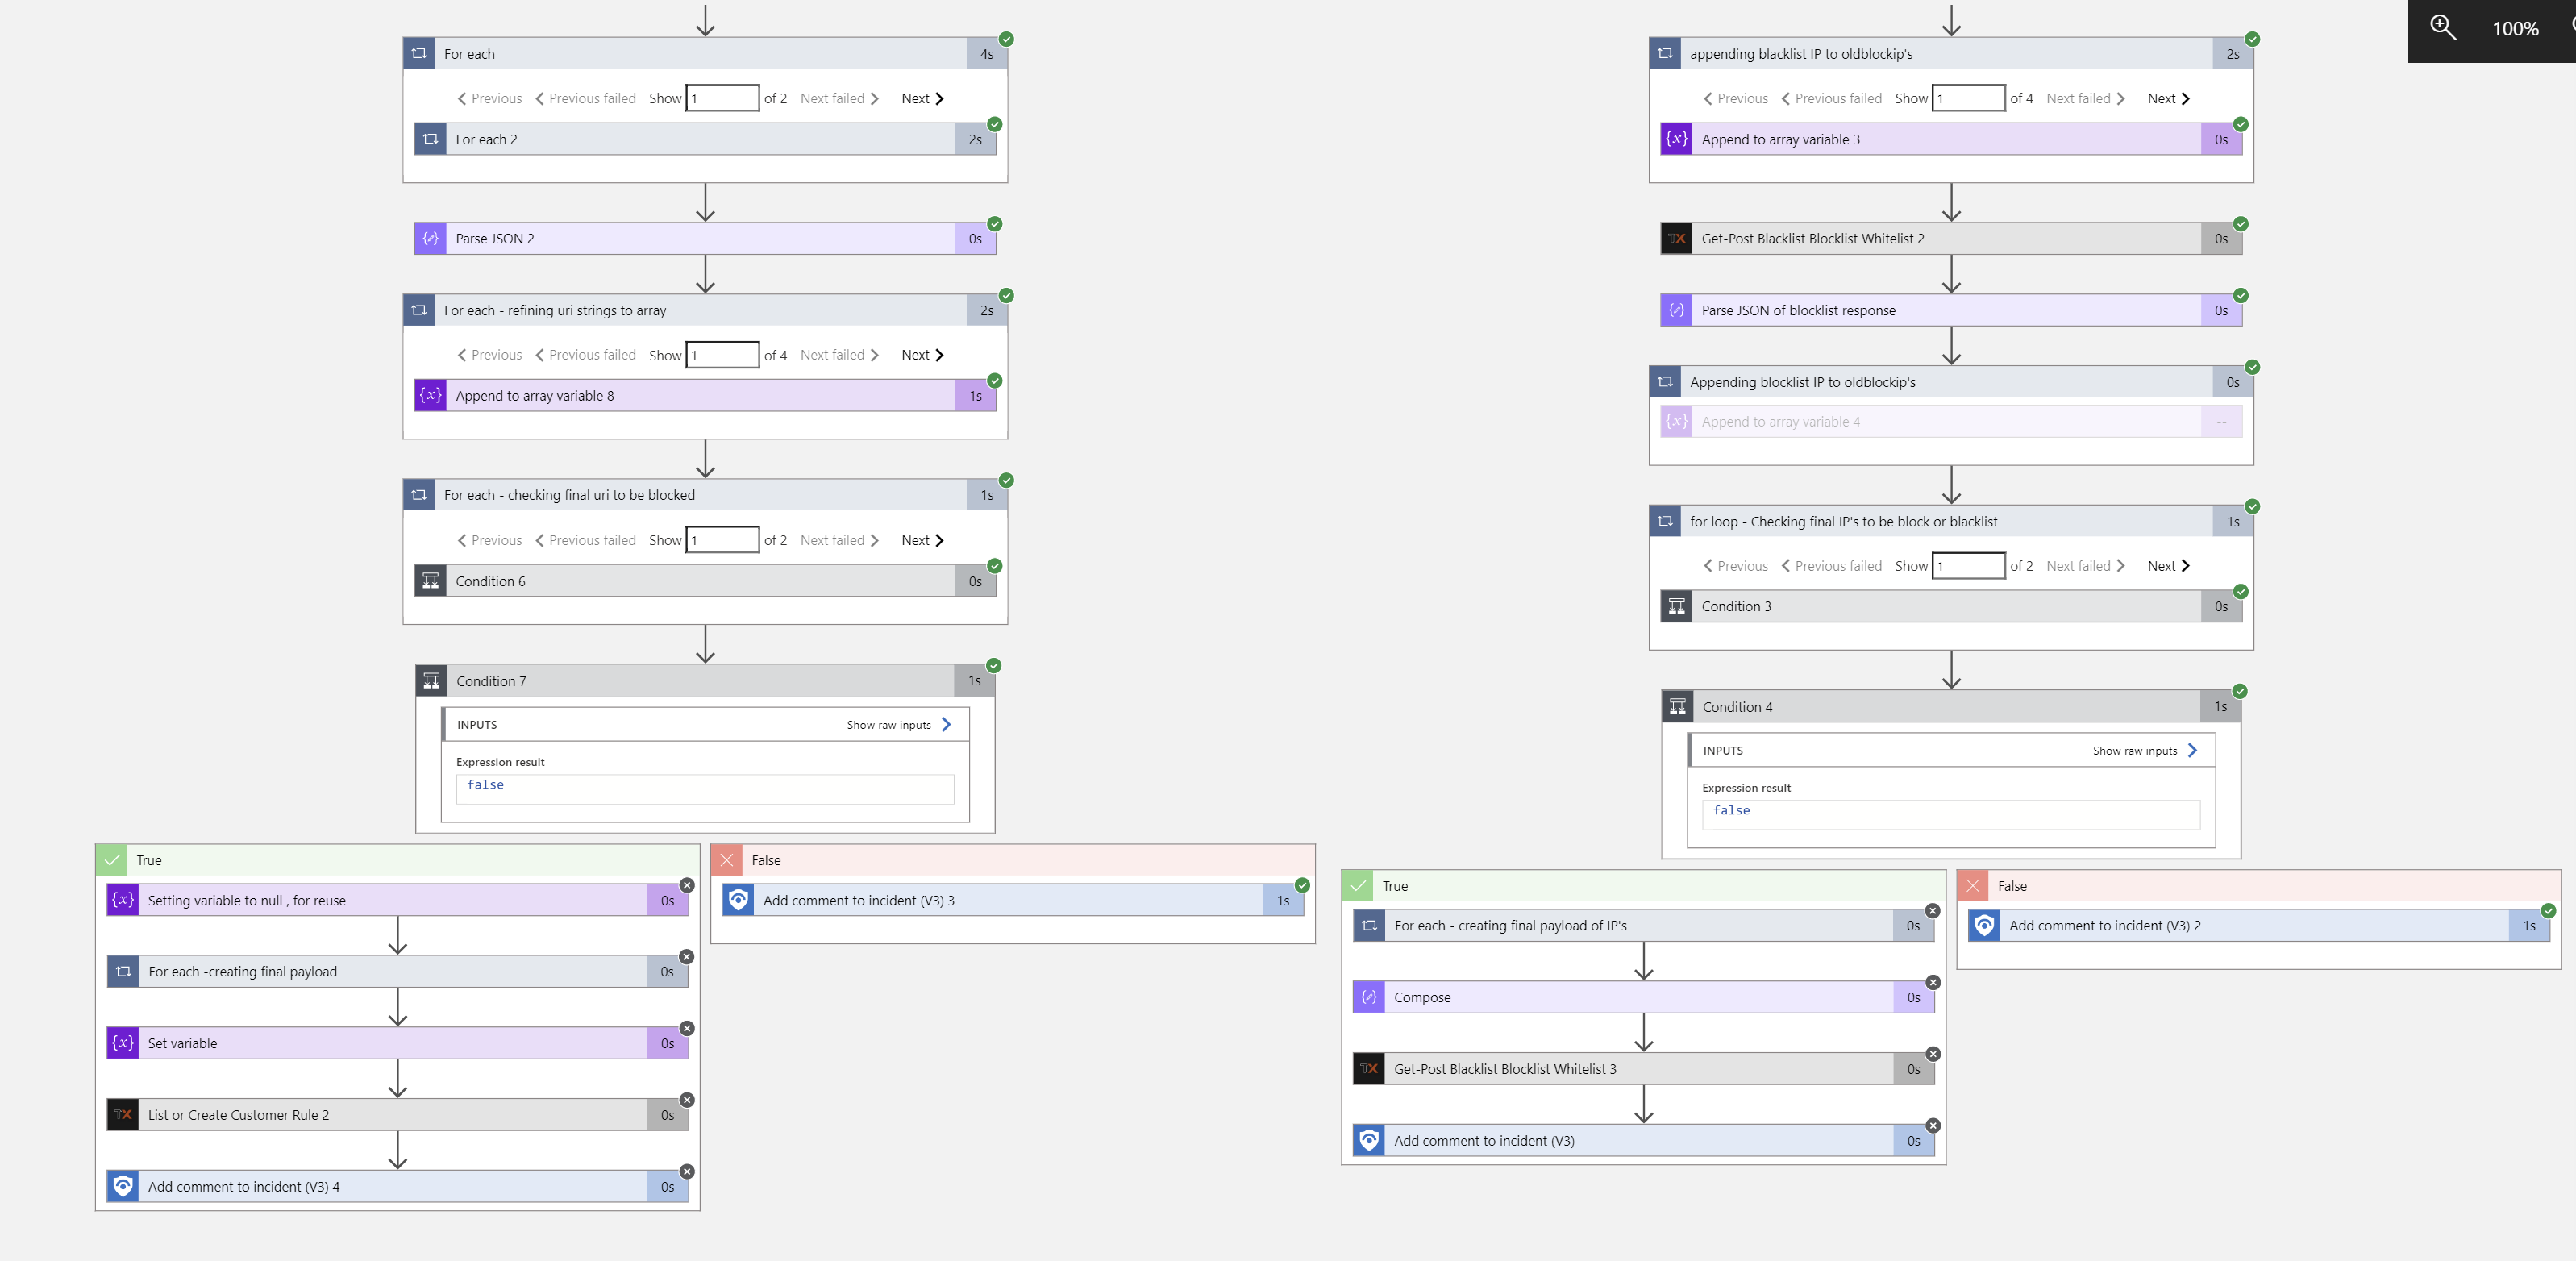 100%
For each 4s
Previous Previous failed Show 1 of 2 Next failed Next
For each 2 2s
Parse JSON 2 0s
For each - refining uri strings to array 2s
Previous Previous failed Show 1 of 4 Next failed Next
{x} Append to array variable 8 1s
For each - checking final uri to be blocked 1s
Previous Previous failed Show 1 of 2 Next failed Next
Condition 6 0s
Condition 7 1s
INPUTS Show raw inputs
Expression result
false
True
{x} Setting variable to null , for reuse 0s
For each -creating final payload 0s
{x} Set variable 0s
TX List or Create Customer Rule 2 0s
Add comment to incident (V3) 4 0s
False
Add comment to incident (V3) 3 1s
appending blacklist IP to oldblockip's 2s
Previous Previous failed Show 1 of 4 Next failed Next
{x} Append to array variable 3 0s
TX Get-Post Blacklist Blocklist Whitelist 2 0s
Parse JSON of blocklist response 0s
Appending blocklist IP to oldblockip's 0s
{x} Append to array variable 4 --
for loop - Checking final IP's to be block or blacklist 1s
Previous Previous failed Show 1 of 2 Next failed Next
Condition 3 0s
Condition 4 1s
INPUTS Show raw inputs
Expression result
false
True
For each - creating final payload of IP's 0s
Compose 0s
TX Get-Post Blacklist Blocklist Whitelist 3 0s
Add comment to incident (V3) 0s
False
Add comment to incident (V3) 2 1s